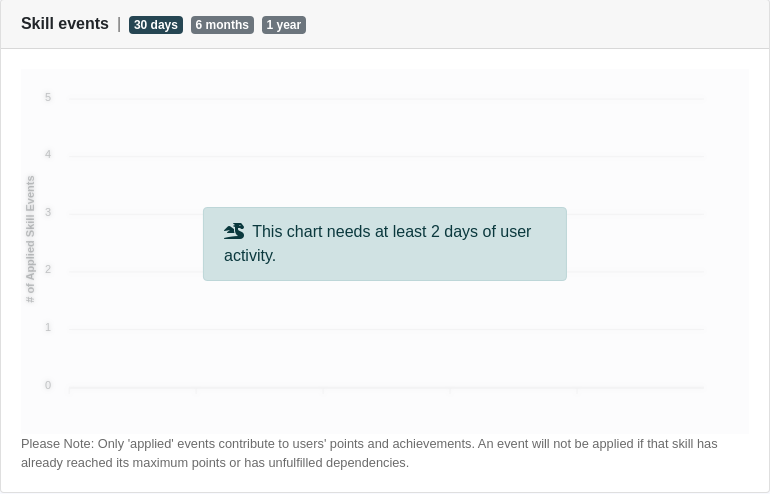 Skill events | 30 days 6 months 1 year
5
4
3
2
1
0
# of Applied Skill Events
This chart needs at least 2 days of user
activity.
Please Note: Only 'applied' events contribute to users' points and achievements. An event will not be applied if that skill has
already reached its maximum points or has unfulfilled dependencies.